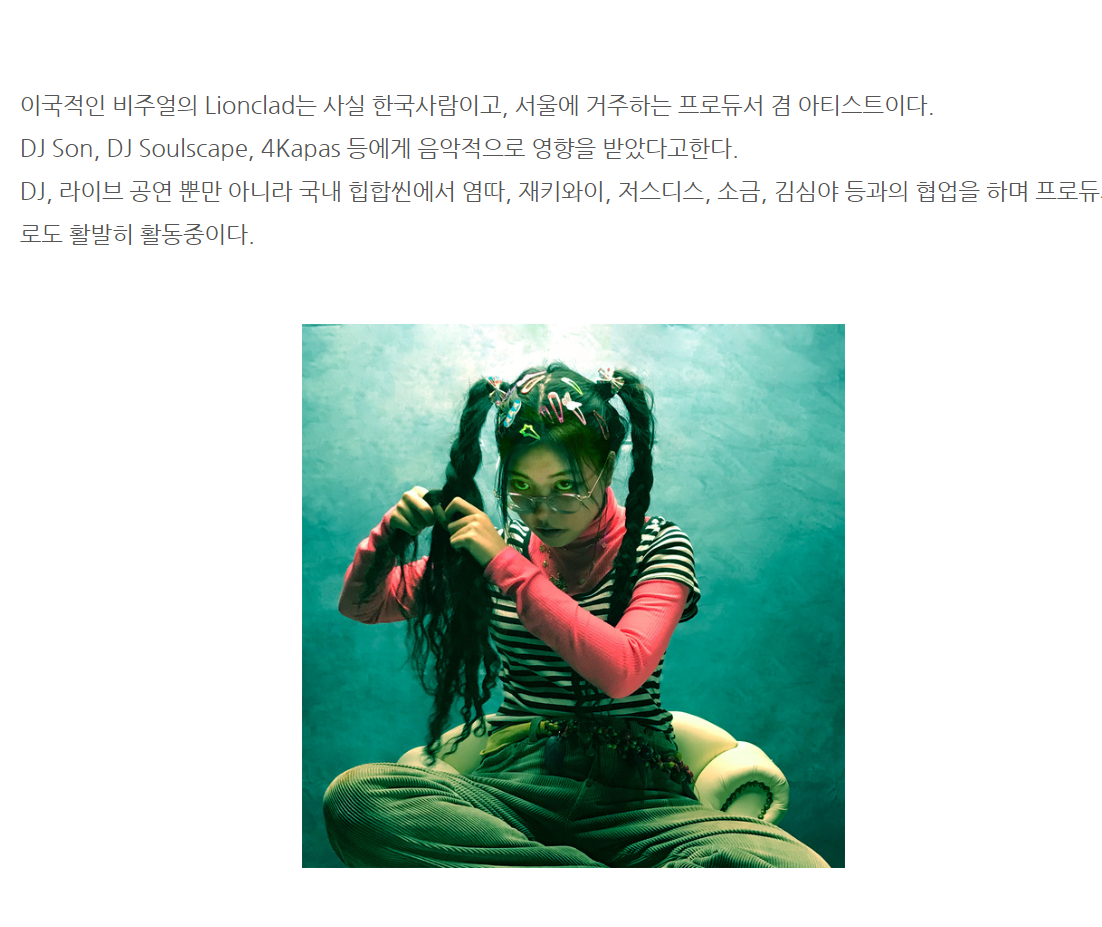 이국적인 비주얼의 Lionclad는 사실 한국사람이고, 서울에 거주하는 프로듀서 겸 아티스트이다.
DJ Son, DJ Soulscape, 4Kapas 등에게 음악적으로 영향을 받았다고한다.
DJ, 라이브 공연 뿐만 아니라 국내 힙합씬에서 염따, 재키와이, 저스디스, 소금, 김심야 등과의 협업을 하며 프로듀
로도 활발히 활동중이다.